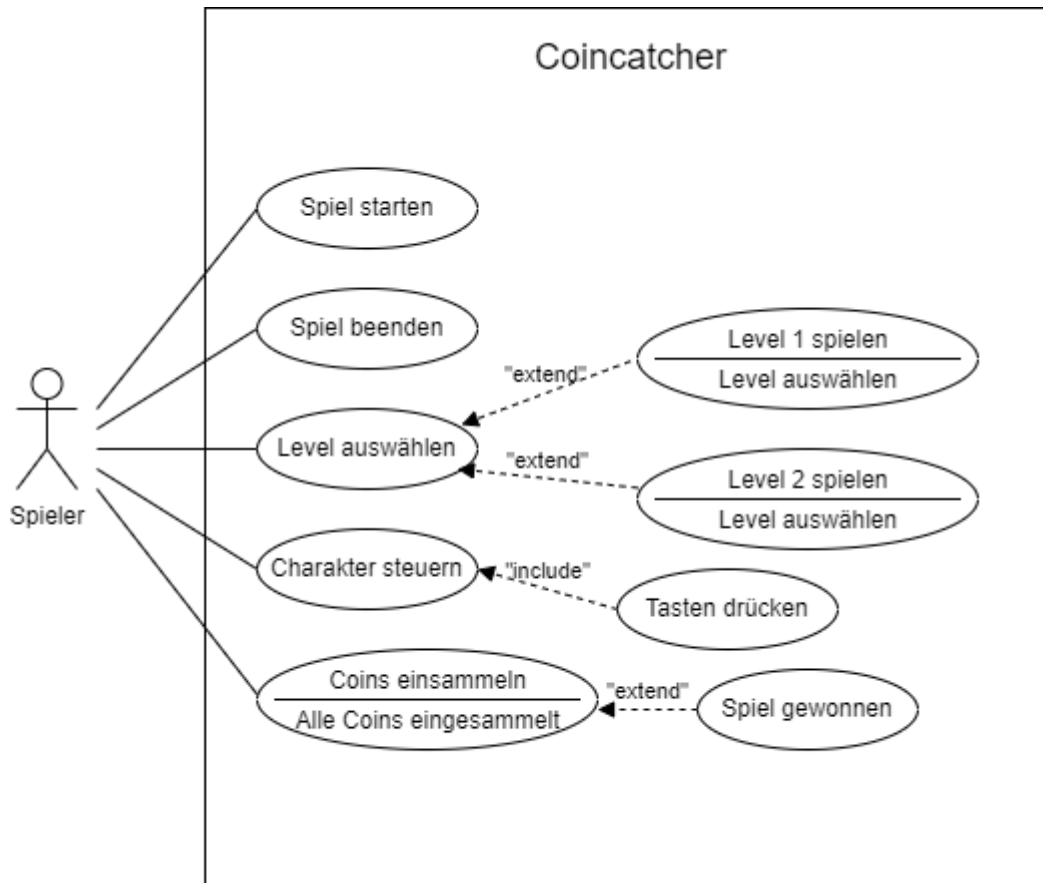 Coincatcher
Spiel starten
Spiel beenden
Level 1 spielen
Level auswählen
"extend"
Level auswählen
"extend"
Level 2 spielen
Level auswählen
Spieler
Charakter steuern
"include"
Tasten drücken
Coins einsammeln
Alle Coins eingesammelt
"extend"
Spiel gewonnen